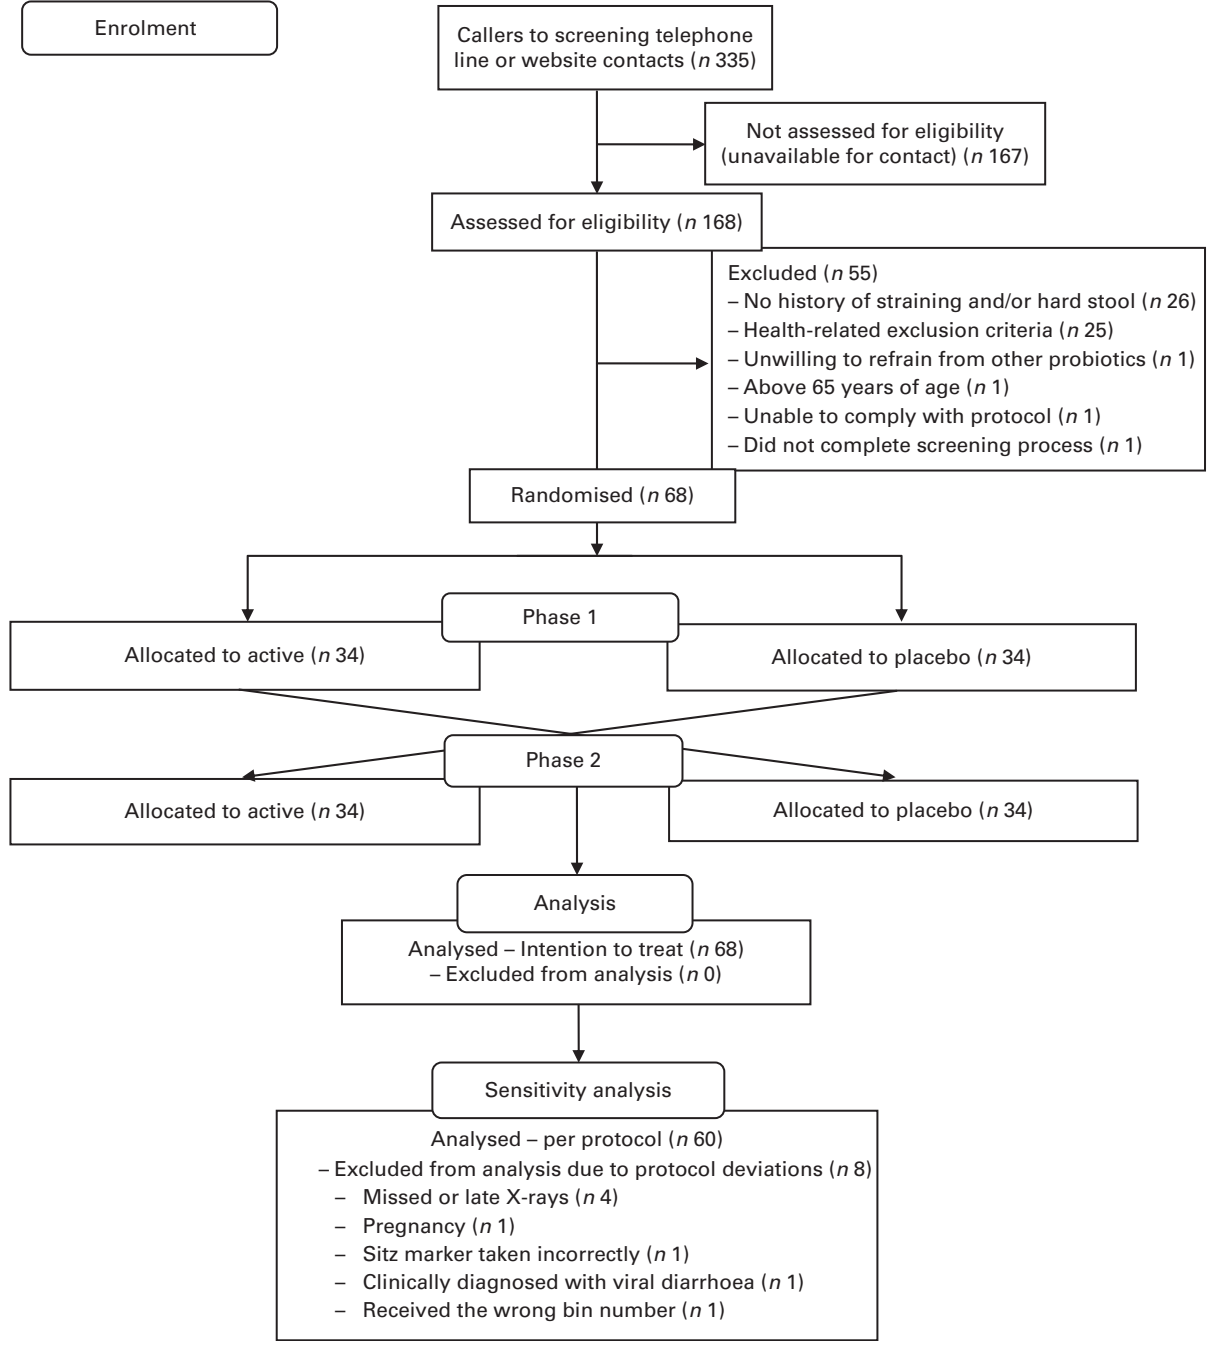 Enrolment
Callers to screening telephone
line or website contacts (n 335)
Not assessed for eligibility
(unavailable for contact) (n 167)
Assessed for eligibility (n 168)
Excluded (n 55)
– No history of straining and/or hard stool (n 26)
– Health-related exclusion criteria (n 25)
– Unwilling to refrain from other probiotics (n 1)
– Above 65 years of age (n 1)
– Unable to comply with protocol (n 1)
– Did not complete screening process (n 1)
Randomised (n 68)
Phase 1
Allocated to active (n 34)
Allocated to placebo (n 34)
Phase 2
Allocated to active (n 34)
Allocated to placebo (n 34)
Analysis
Analysed – Intention to treat (n 68)
– Excluded from analysis (n 0)
Sensitivity analysis
Analysed – per protocol (n 60)
– Excluded from analysis due to protocol deviations (n 8)
– Missed or late X-rays (n 4)
– Pregnancy (n 1)
– Sitz marker taken incorrectly (n 1)
– Clinically diagnosed with viral diarrhoea (n 1)
– Received the wrong bin number (n 1)